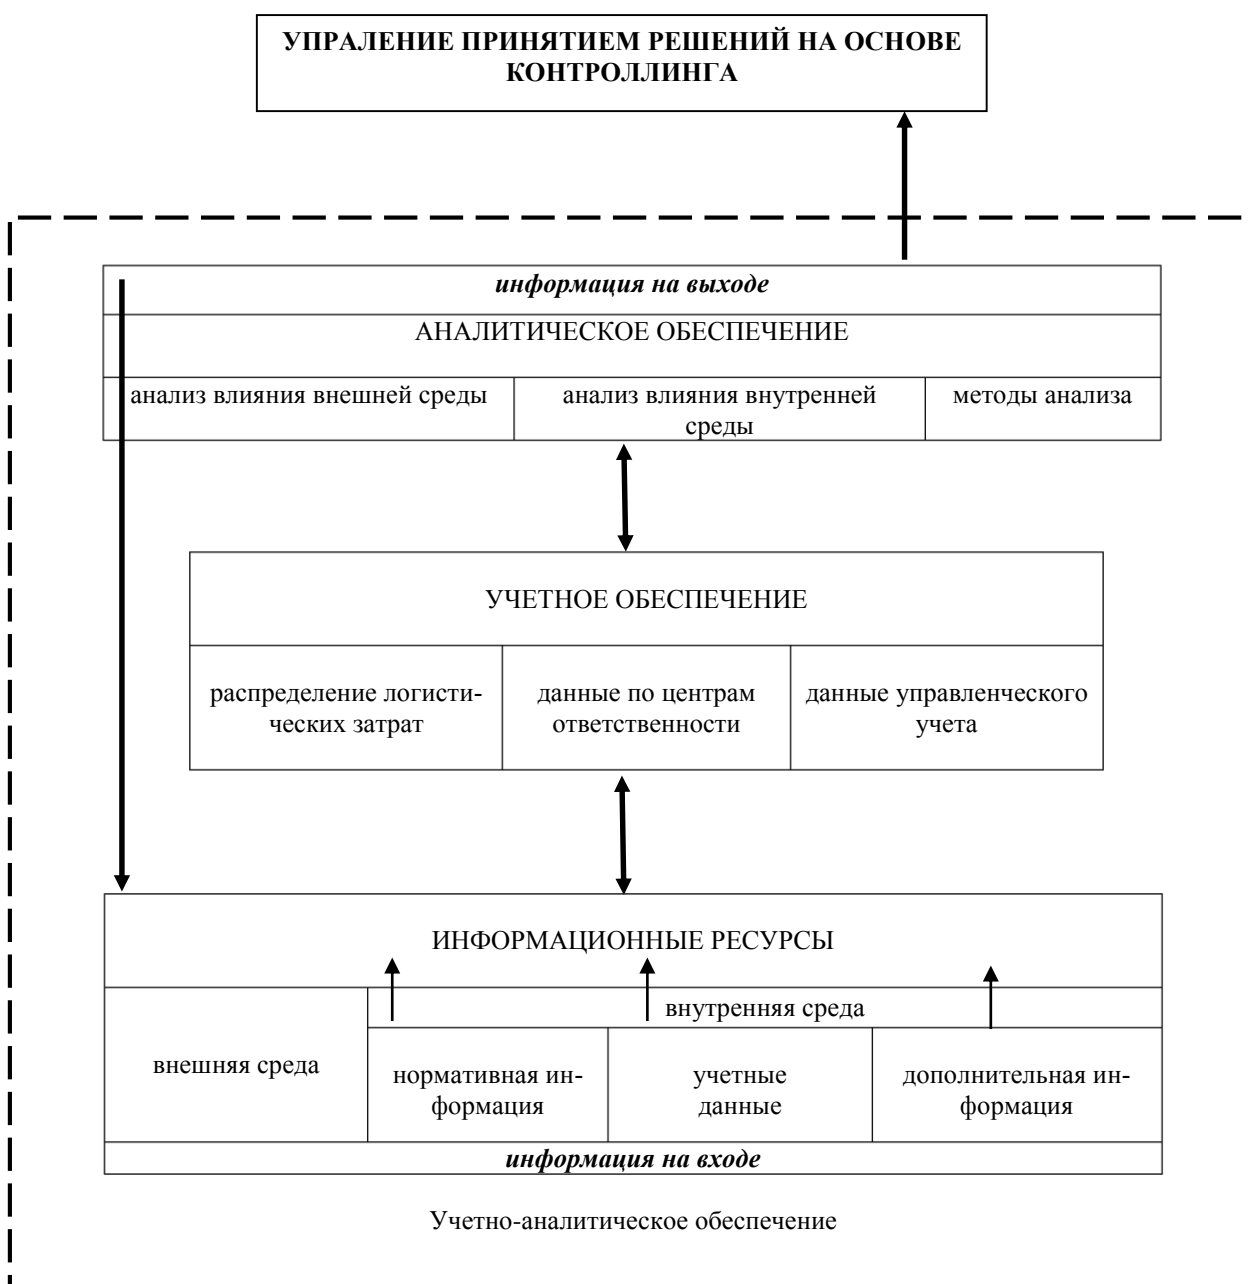 УПРАЛЕНИЕ ПРИНЯТИЕМ РЕШЕНИЙ НА ОСНОВЕ
КОНТРОЛЛИНГА
информация на выходе
АНАЛИТИЧЕСКОЕ ОБЕСПЕЧЕНИЕ
анализ влияния внешней среды
анализ влияния внутренней
среды
методы анализа
УЧЕТНОЕ ОБЕСПЕЧЕНИЕ
распределение логисти-
ческих затрат
данные по центрам
ответственности
данные управленческого
учета
ИНФОРМАЦИОННЫЕ РЕСУРСЫ
внешняя среда
внутренняя среда
нормативная ин-
формация
учетные
данные
дополнительная ин-
формация
информация на входе
Учетно-аналитическое обеспечение